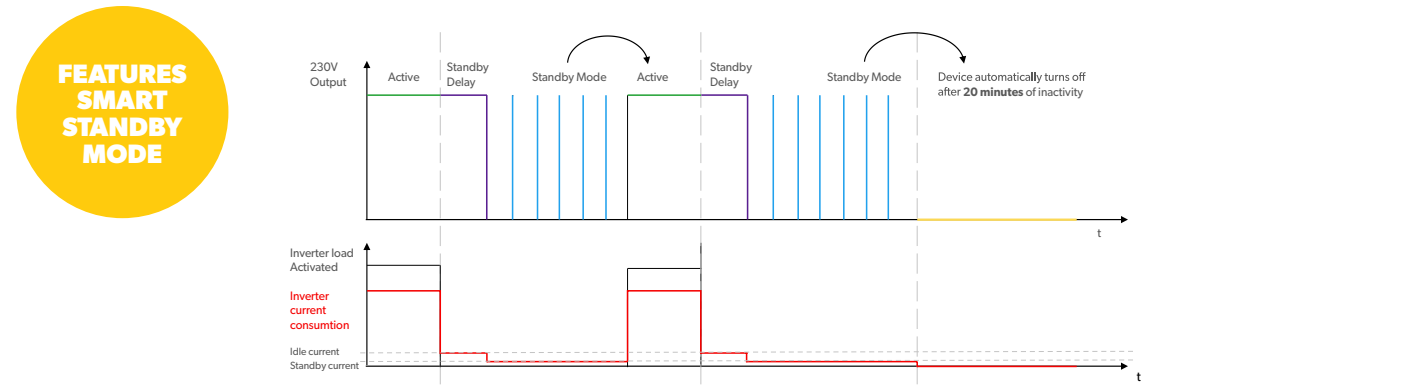 FEATURES
SMART
STANDBY
MODE
230V
Output
Active
Standby
Delay
Standby Mode
Active
Standby
Delay
Standby Mode
Device automatically turns off
after 20 minutes of inactivity
t
Inverter load
Activated
Inverter
current
consumtion
Idle current
Standby current
t